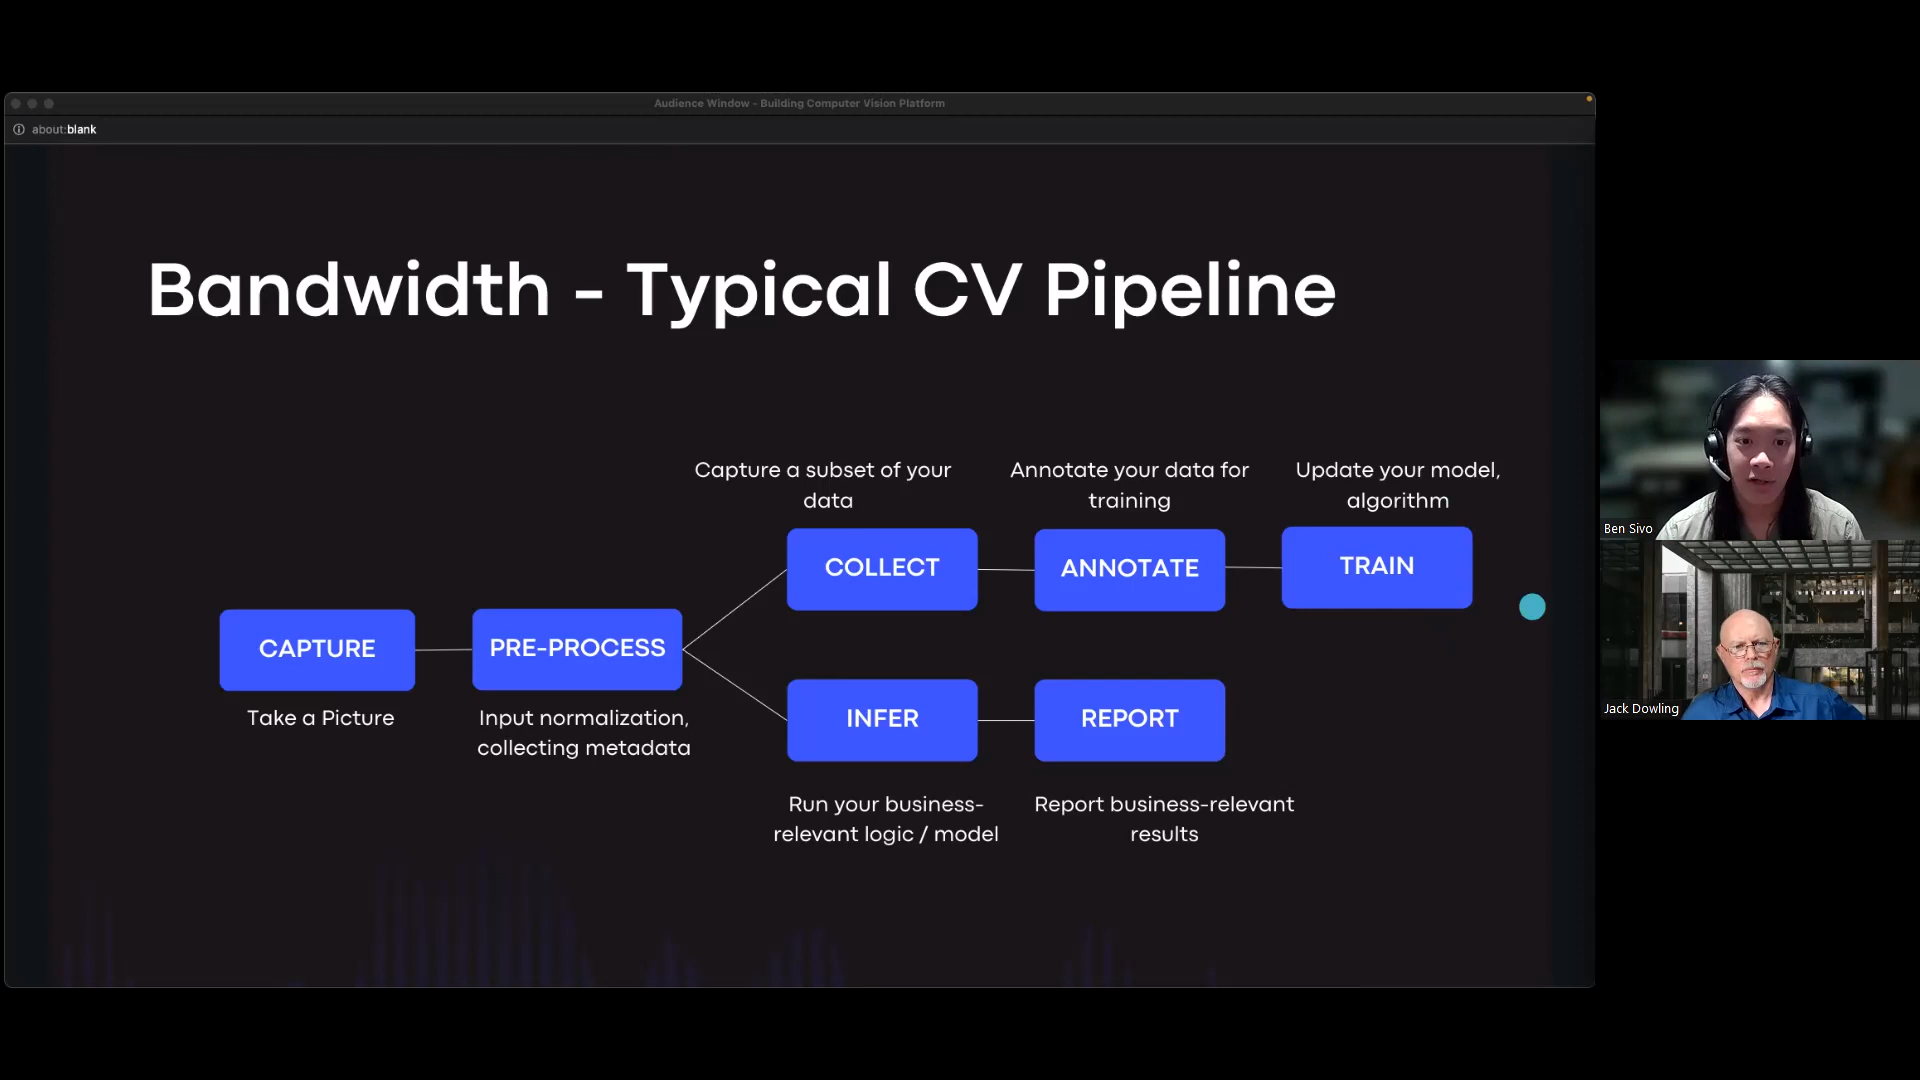 Audience Window - Building Computer Vision Platform
about:blank
Bandwidth - Typical CV Pipeline
Capture a subset of your
data
Annotate your data for
training
Update your model,
algorithm
COLLECT
ANNOTATE
TRAIN
CAPTURE
PRE-PROCESS
Take a Picture
Input normalization,
collecting metadata
INFER
REPORT
Run your business-
relevant logic / model
Report business-relevant
results
Ben Sivo
Jack Dowling